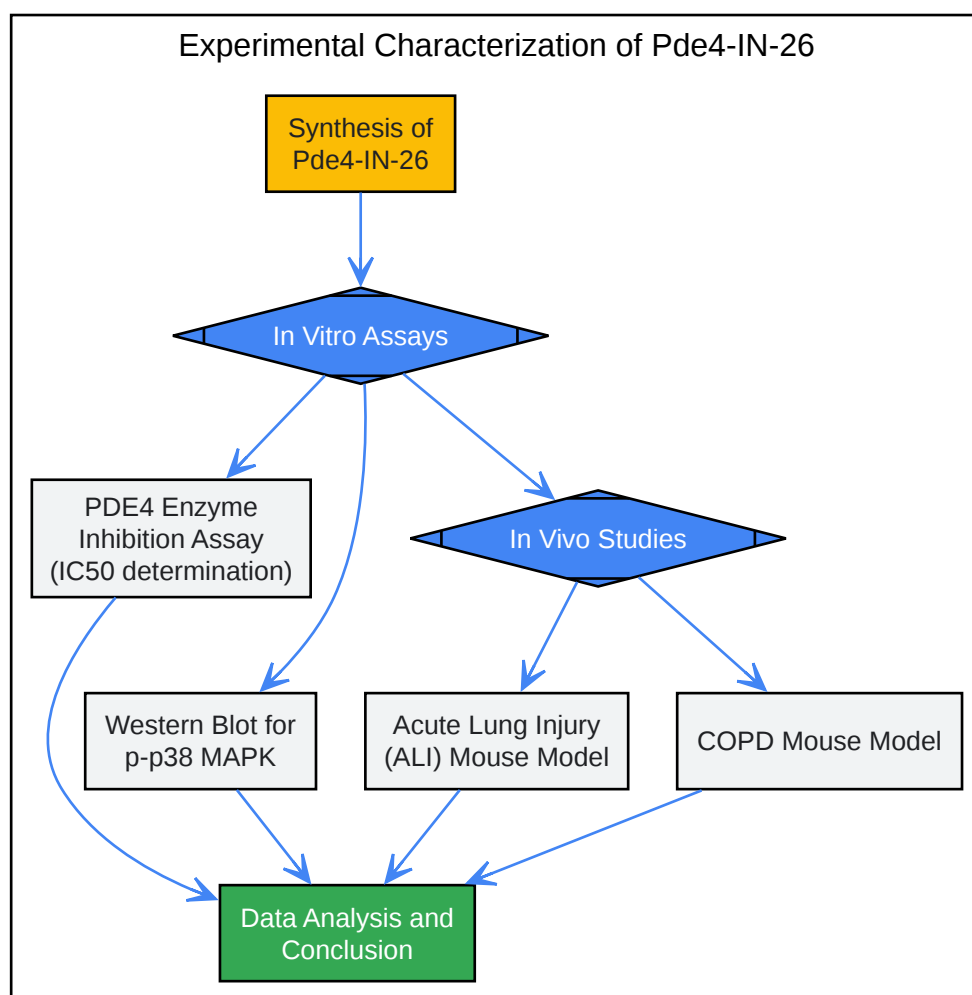 Experimental Characterization of Pde4-IN-26
Synthesis of
Pde4-IN-26
In Vitro Assays
PDE4 Enzyme
Inhibition Assay
(IC50 determination)
In Vivo Studies
Western Blot for
p-p38 MAPK
Acute Lung Injury
(ALI) Mouse Model
COPD Mouse Model
Data Analysis and
Conclusion